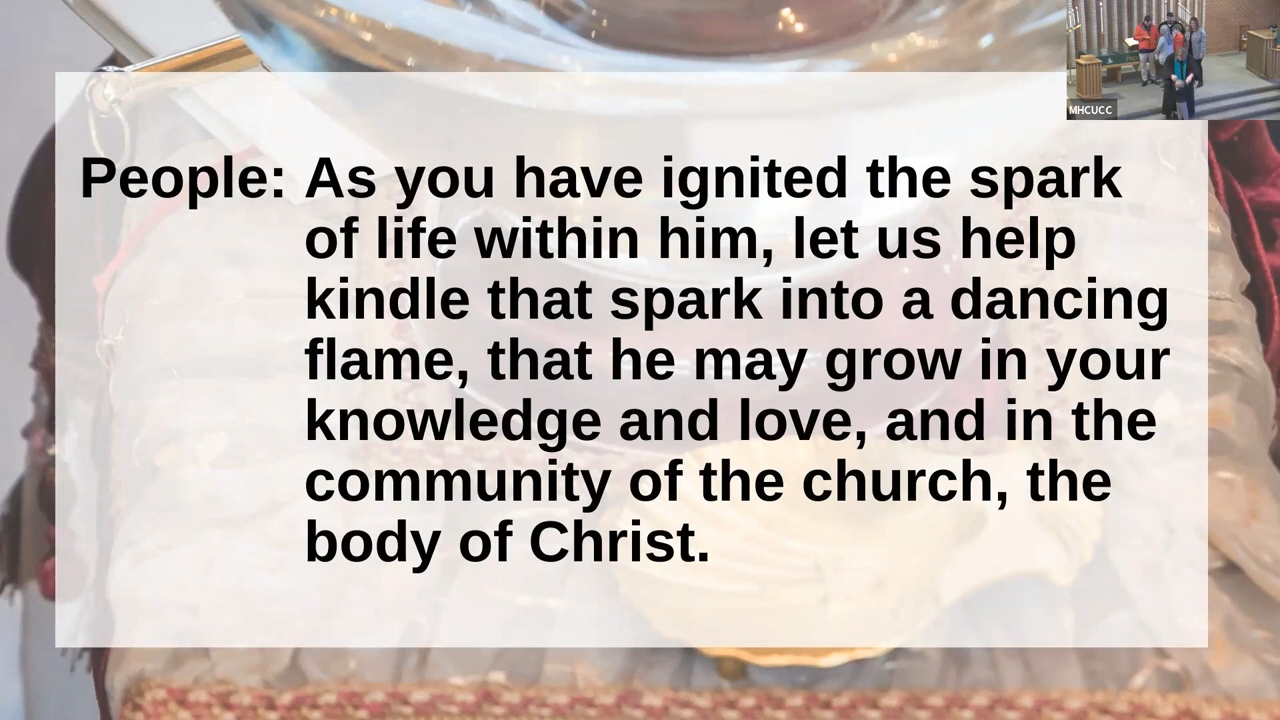 MHCUCC
People: As you have ignited the spark
of life within him, let us help
kindle that spark into a dancing
flame, that he may grow in your
knowledge and love, and in the
community of the church, the
body of Christ.